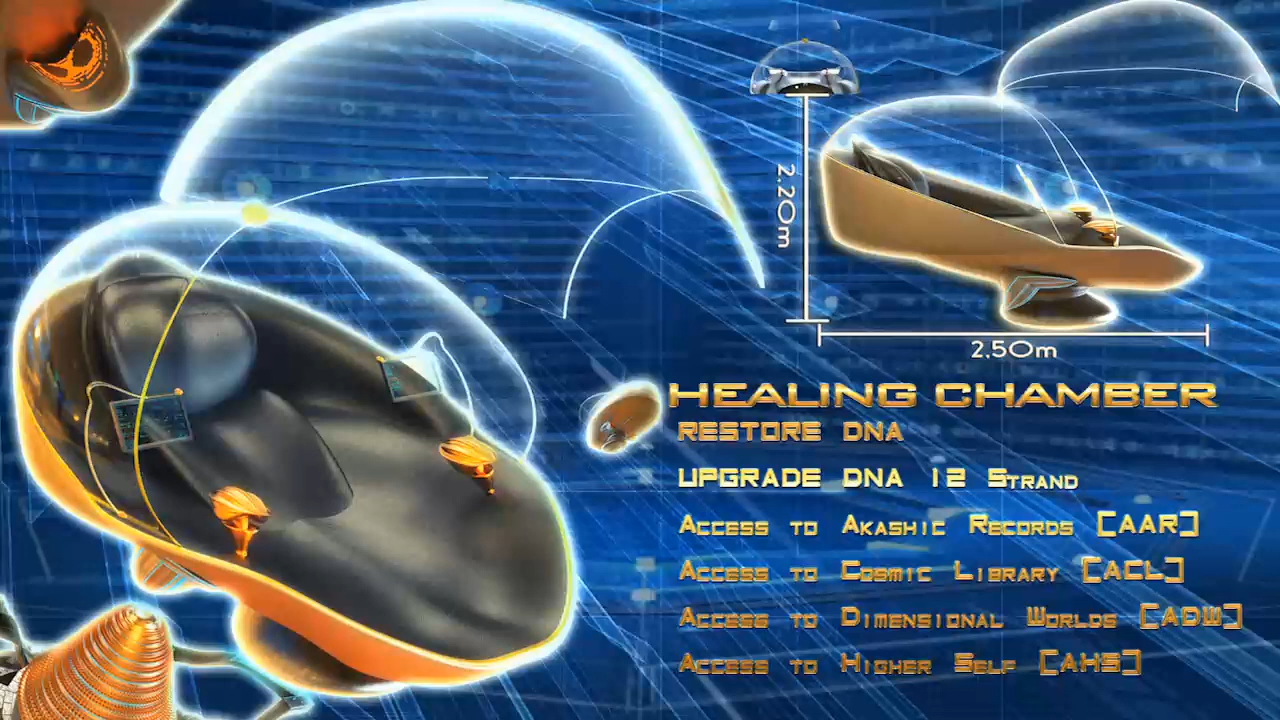 2.20m
2.50m
HEALING CHAMBER
RESTORE DNA
UPGRADE DNA 12 STRAND
ACCESS TO AKASHIC RECORDS [AAR]
ACCESS TO COSMIC LIBRARY [ACL]
ACCESS TO DIMENSIONAL WORLDS [ADW]
ACCESS TO HIGHER SELF [AHS]